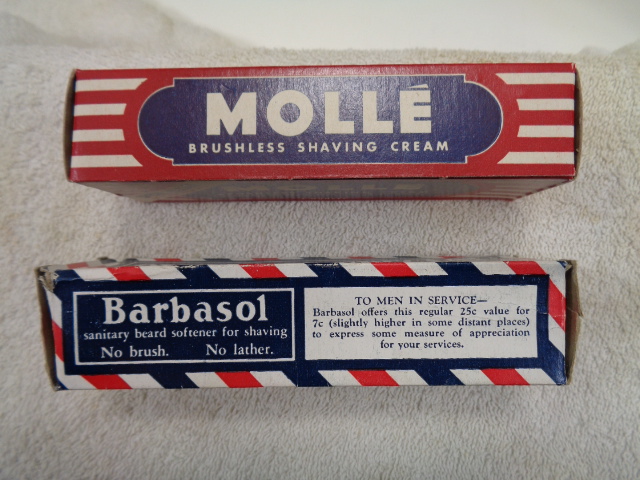 MOLLÉ
BRUSHLESS SHAVING CREAM
Barbasol
sanitary beard softener for shaving
No brush. No lather.
TO MEN IN SERVICE—
Barbasol offers this regular 25c value for
7c (slightly higher in some distant places)
to express some measure of appreciation
for your services.